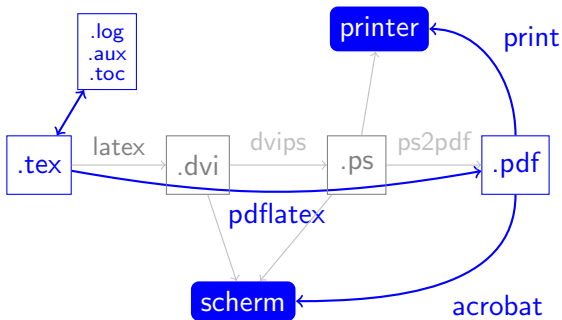 .log
.aux
.toc
printer
print
.tex
latex
.dvi
dvips
.ps
ps2pdf
.pdf
pdflatex
scherm
acrobat